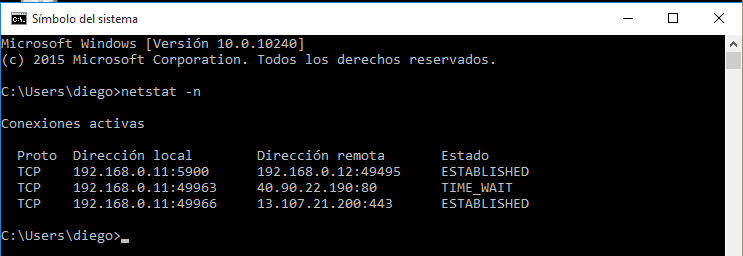 Símbolo del sistema
Microsoft Windows [Versión 10.0.10240]
(c) 2015 Microsoft Corporation. Todos los derechos reservados.
C:\Users\diego>netstat -n
Conexiones activas
Proto  Dirección local        Dirección remota       Estado
TCP    192.168.0.11:5900      192.168.0.12:49495     ESTABLISHED
TCP    192.168.0.11:49963     40.90.22.190:80        TIME_WAIT
TCP    192.168.0.11:49966     13.107.21.200:443      ESTABLISHED
C:\Users\diego>